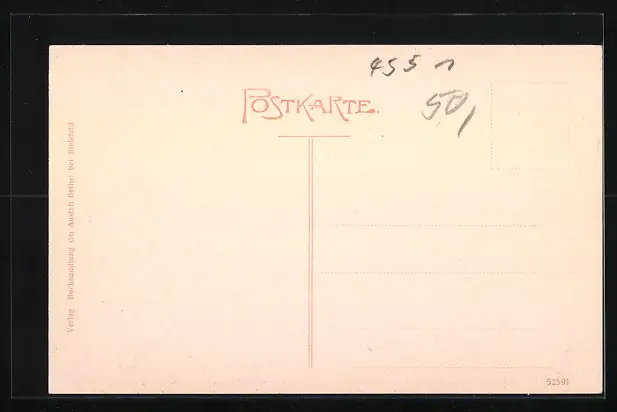 455 1
POSTKARTE.
50,
Verlag Buchhandlung der Anstalt Bethel bei Bielefeld
52591